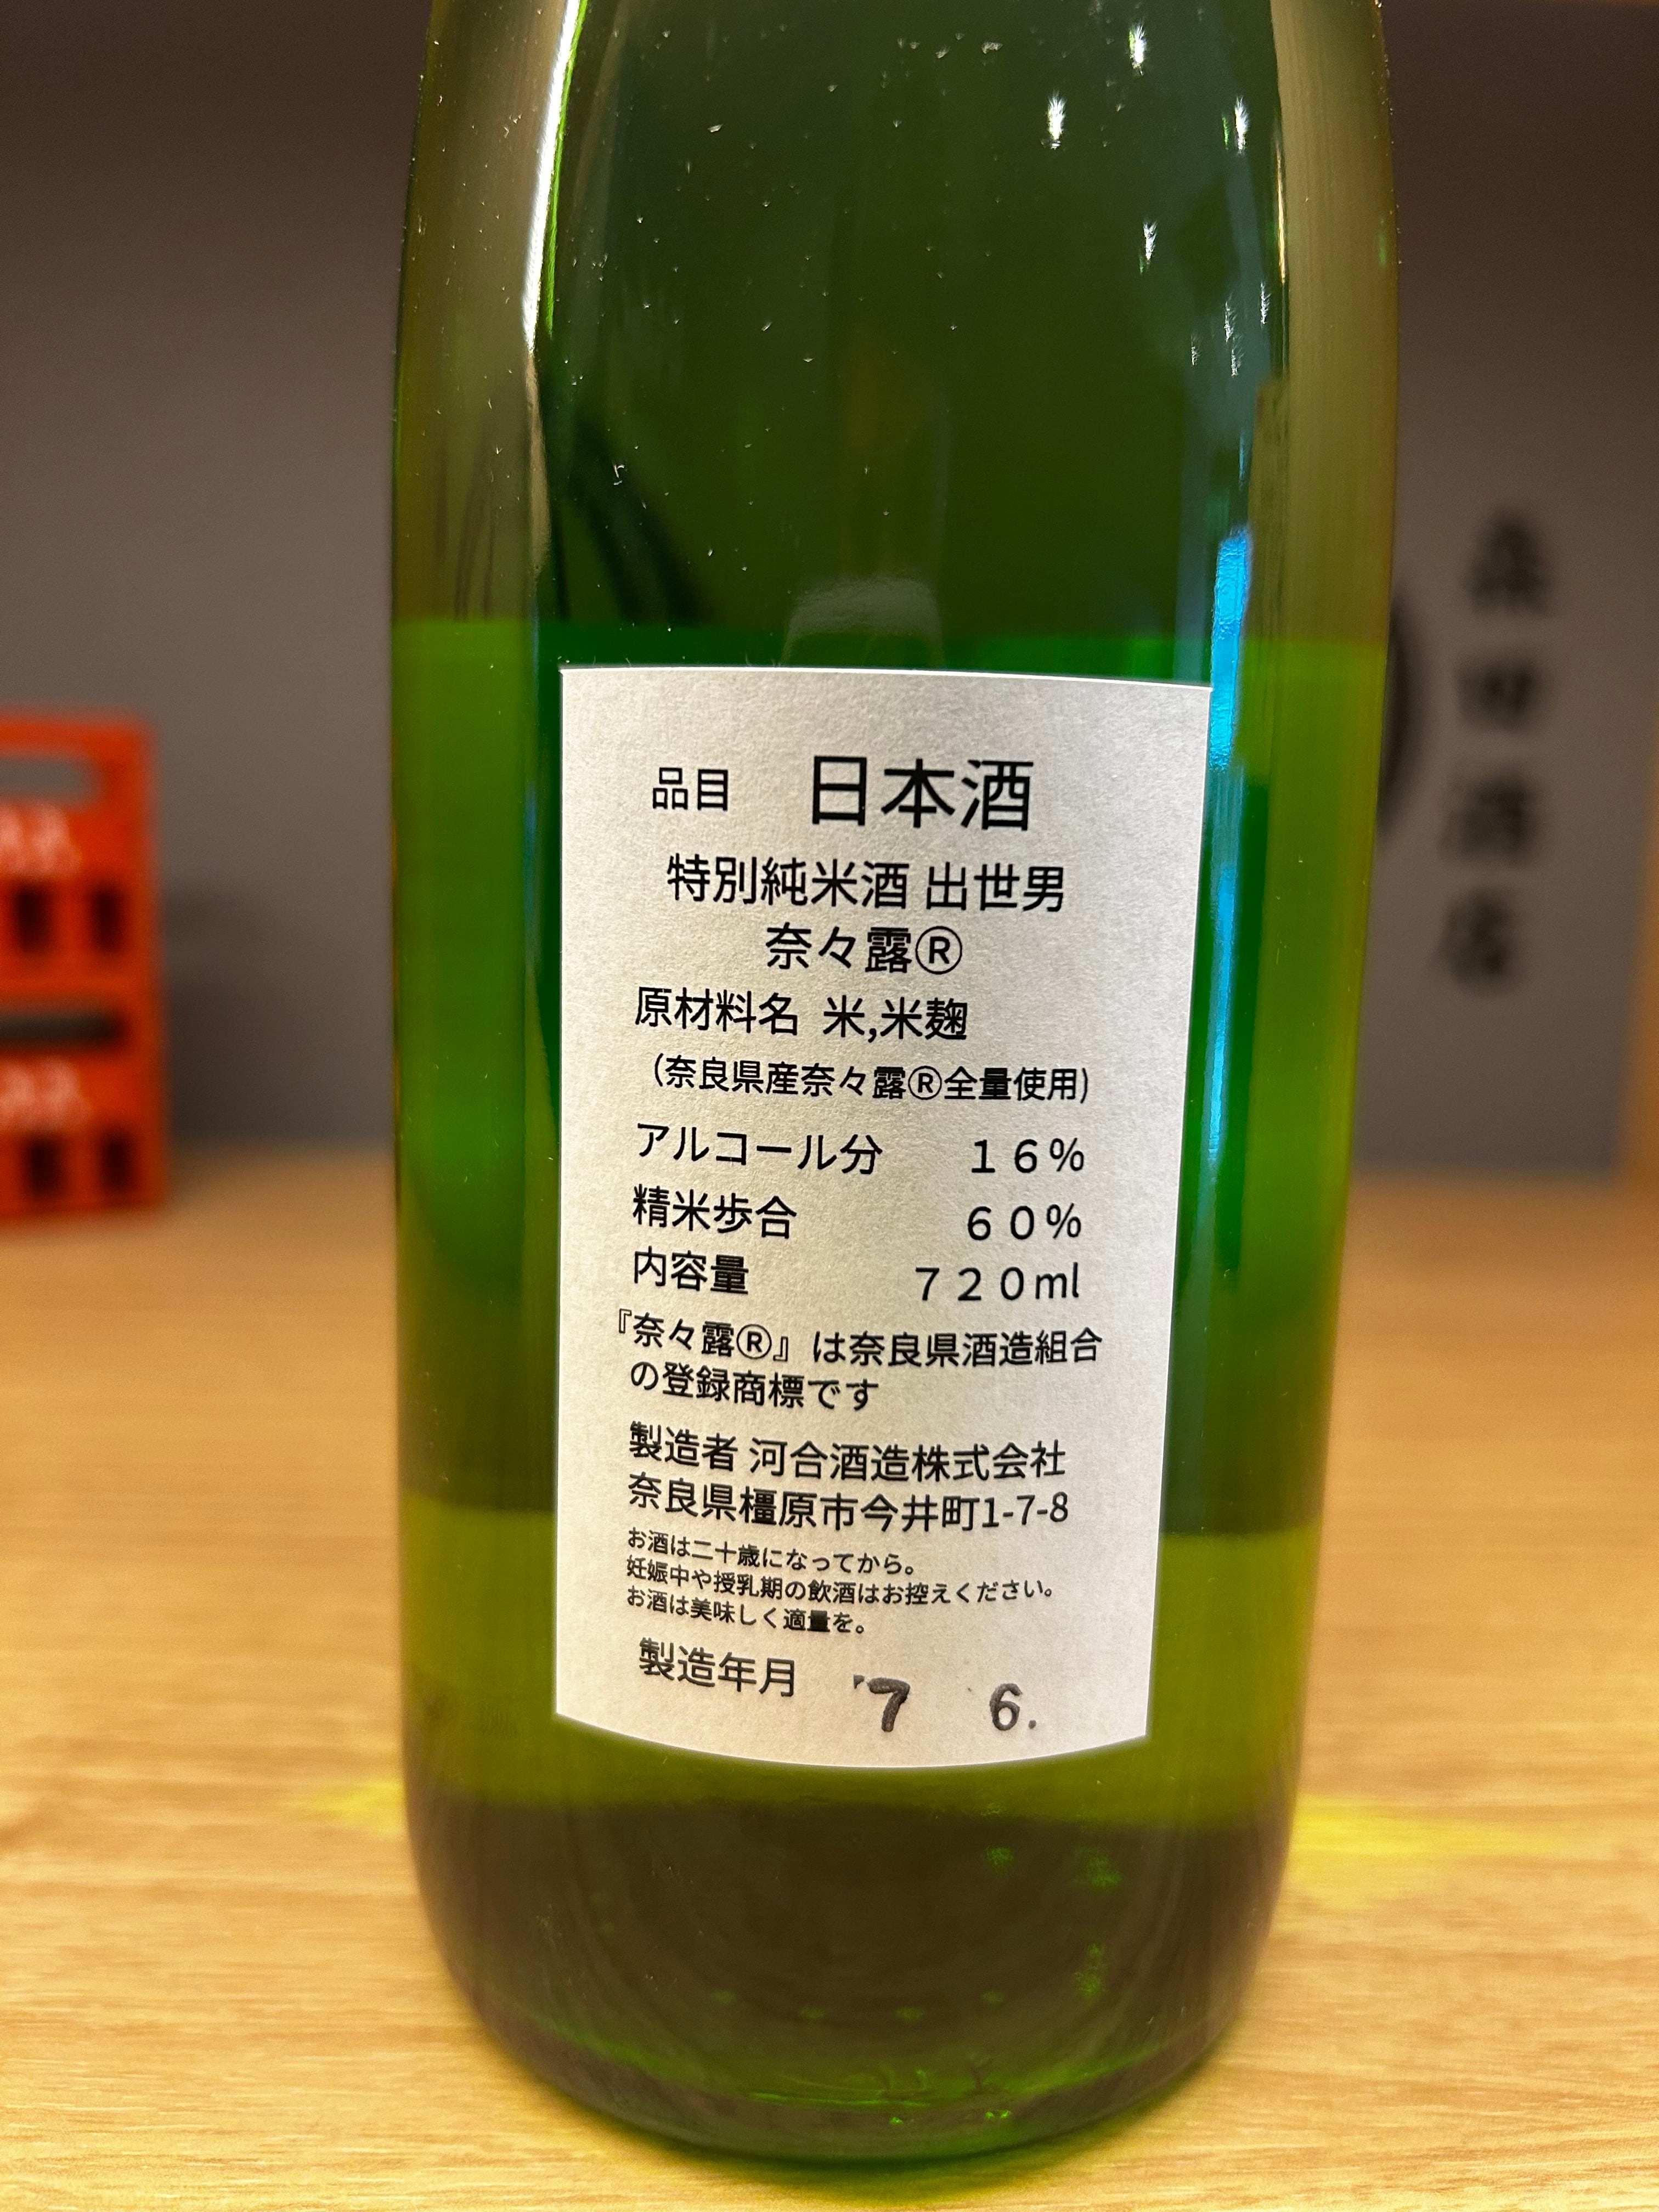 品目 日本酒
特別純米酒 出世男
奈々露®
原材料名 米,米麹
(奈良県産奈々露®全量使用)
アルコール分 16%
精米歩合 60%
内容量 720ml
『奈々露®』は奈良県酒造組合
の登録商標です
製造者 河合酒造株式会社
奈良県橿原市今井町1-7-8
お酒は二十歳になってから。
妊娠中や授乳期の飲酒はお控えください。
お酒は美味しく適量を。
製造年月 7 6.